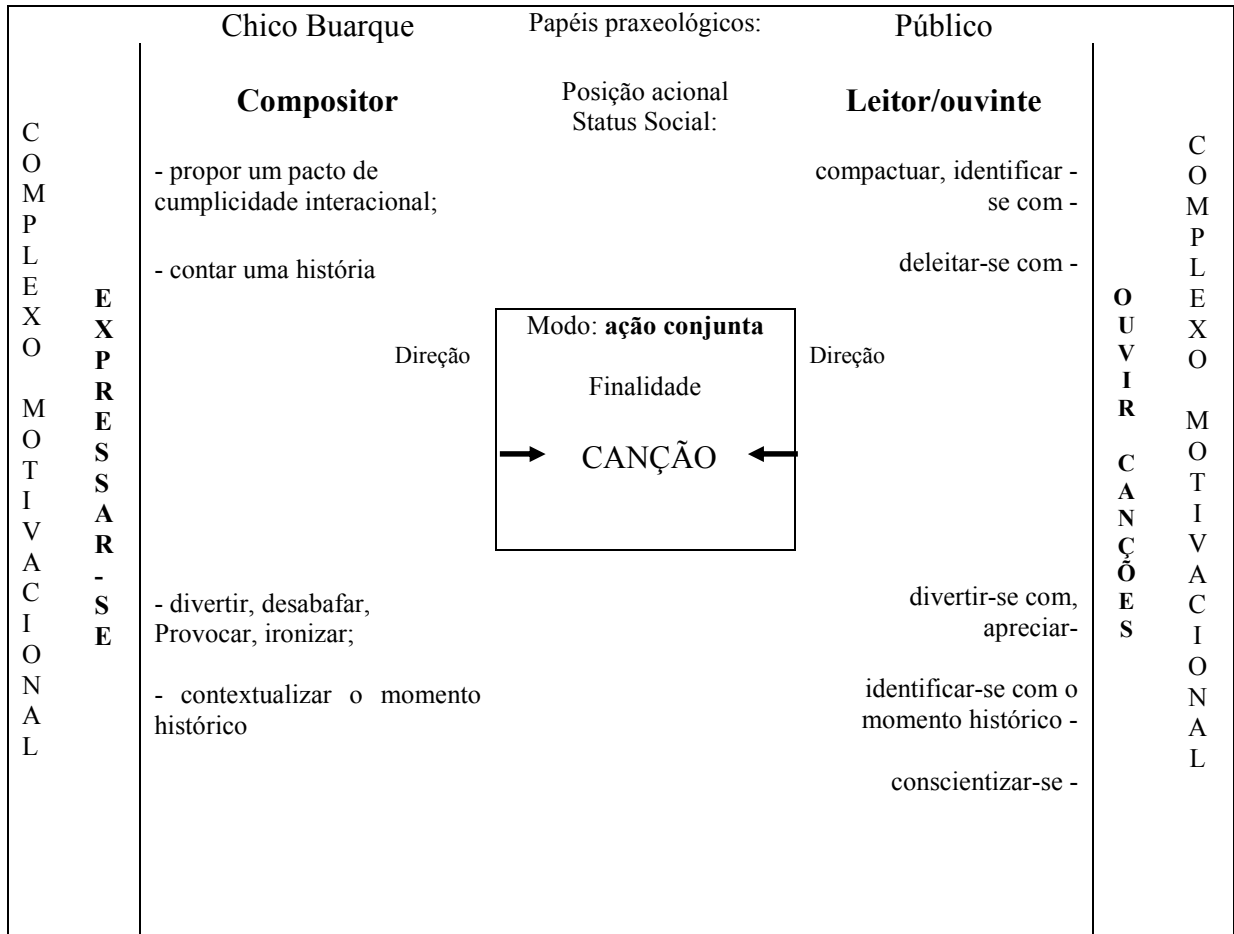 Chico Buarque
Papéis praxeológicos:
Público
Compositor
Posição acional
Status Social:
Leitor/ouvinte
COMPLEXO MOTIVACIONAL
EXPRESSAR-SE
- propor um pacto de
cumplicidade interacional;
- contar uma história
Direção
- divertir, desabafar,
Provocar, ironizar;
- contextualizar o momento
histórico
Modo: ação conjunta
Finalidade
CANÇÃO
compactuar, identificar -
se com -
deleitar-se com -
Direção
divertir-se com,
apreciar-
identificar-se com o
momento histórico -
conscientizar-se -
OUVIR CANÇÕES
COMPLEXO MOTIVACIONAL